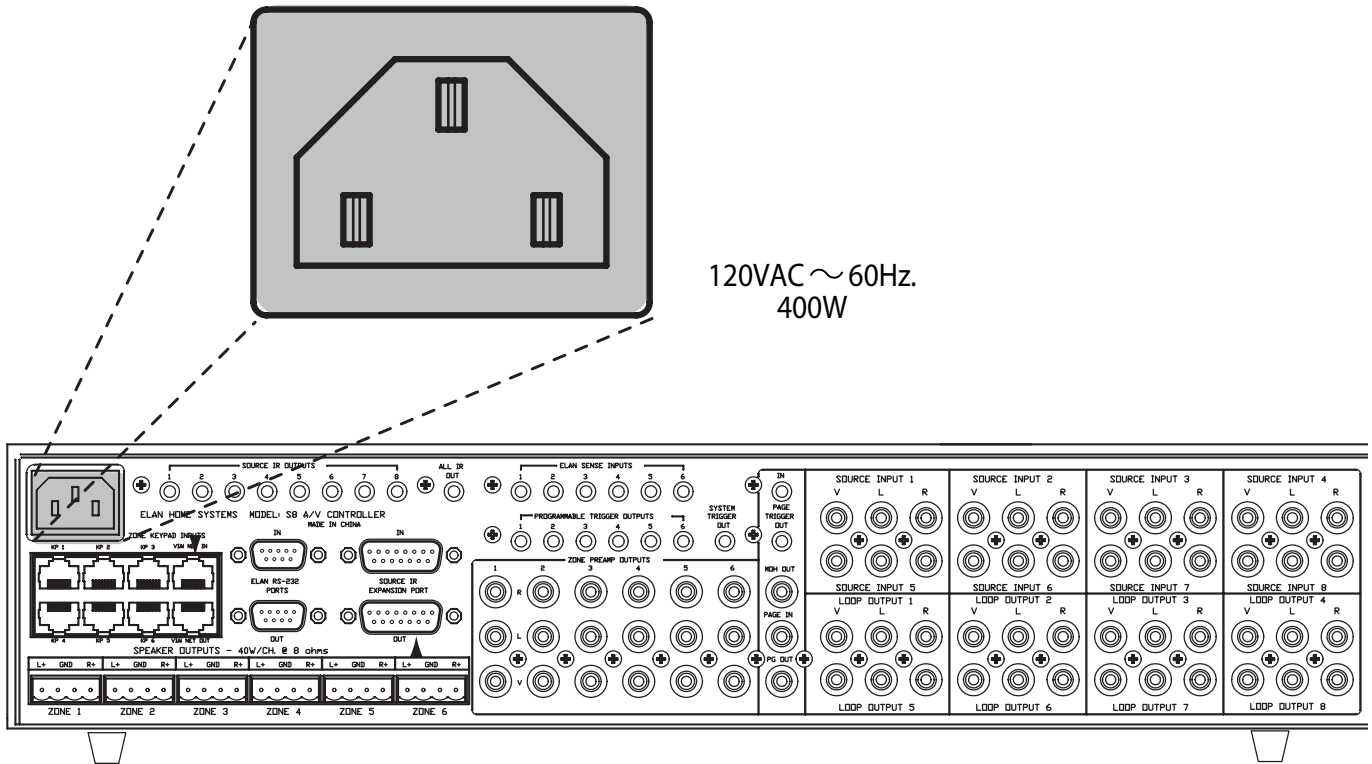 120VAC ~ 60Hz.
400W
SOURCE IR OUTPUTS
1 2 3 4 5 6 7 8
ALL IR
OUT
ELAN HOME SYSTEMS MODEL: S8 A/V CONTROLLER
MADE IN CHINA
ZONE KEYPAD INPUTS
KP 1 KP 2 KP 3 VIA! NET IN
KP 4 KP 5 KP 6 VIA! NET OUT
IN
ELAN RS-232
PORTS
OUT
IN
SOURCE IR
EXPANSION PORT
OUT
SPEAKER OUTPUTS - 40W/CH. @ 8 ohms
L+ GND R+ L+ GND R+ L+ GND R+ L+ GND R+ L+ GND R+ L+ GND R+
ZONE 1 ZONE 2 ZONE 3 ZONE 4 ZONE 5 ZONE 6
ELAN SENSE INPUTS
1 2 3 4 5 6
PROGRAMMABLE TRIGGER OUTPUTS
1 2 3 4 5 6
SYSTEM
TRIGGER
OUT
ZONE PREAMP OUTPUTS
1 2 3 4 5 6
R
L
V
IN
PAGE
TRIGGER
OUT
MOH OUT
PAGE IN
PG OUT
SOURCE INPUT 1 SOURCE INPUT 2 SOURCE INPUT 3 SOURCE INPUT 4
V L R V L R V L R V L R
SOURCE INPUT 5 SOURCE INPUT 6 SOURCE INPUT 7 SOURCE INPUT 8
LOOP OUTPUT 1 LOOP OUTPUT 2 LOOP OUTPUT 3 LOOP OUTPUT 4
V L R V L R V L R V L R
LOOP OUTPUT 5 LOOP OUTPUT 6 LOOP OUTPUT 7 LOOP OUTPUT 8